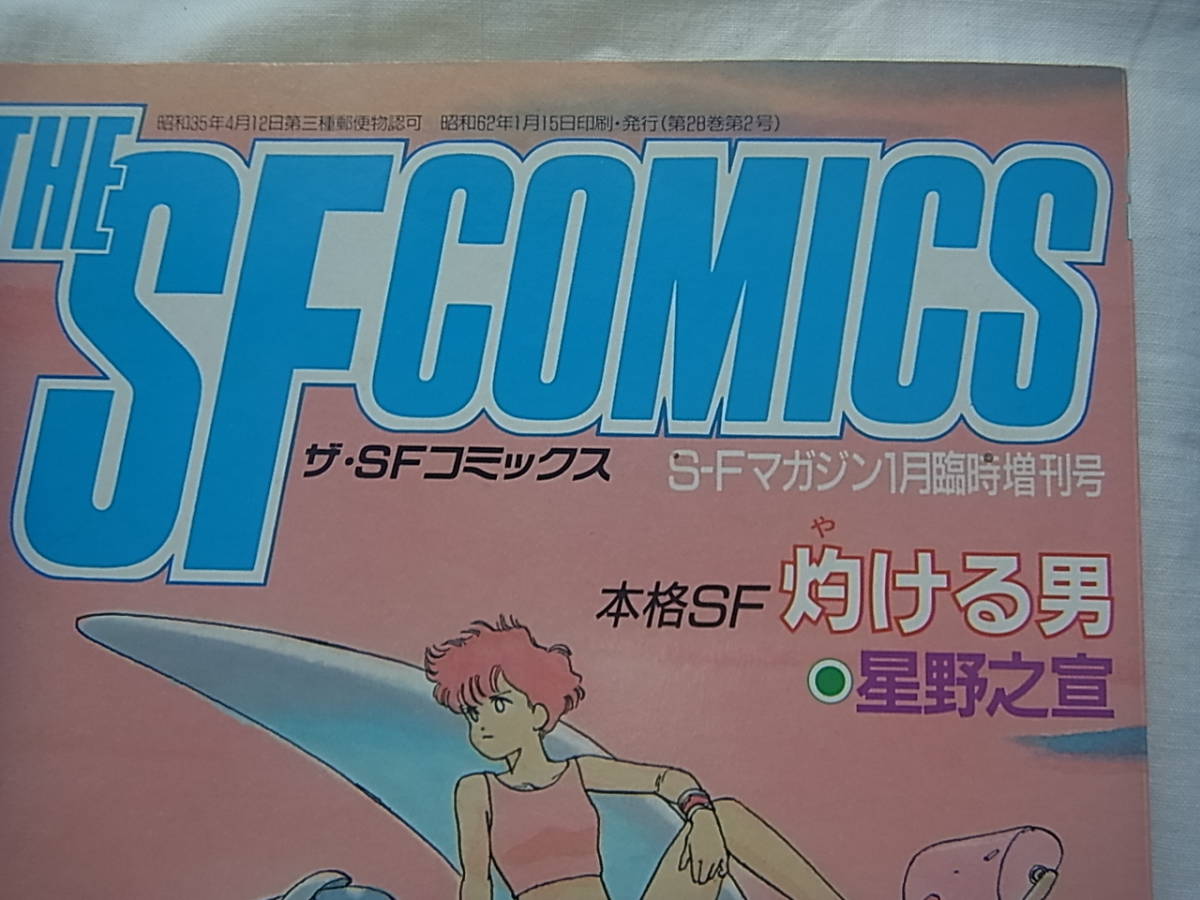 昭和35年4月12日第三種郵便物認可 昭和62年1月15日印刷・発行(第28巻第2号)
THE
SF COMICS
ザ・SFコミックス
S-Fマガジン1月臨時増刊号
や
本格SF 灼ける男
星野之宣